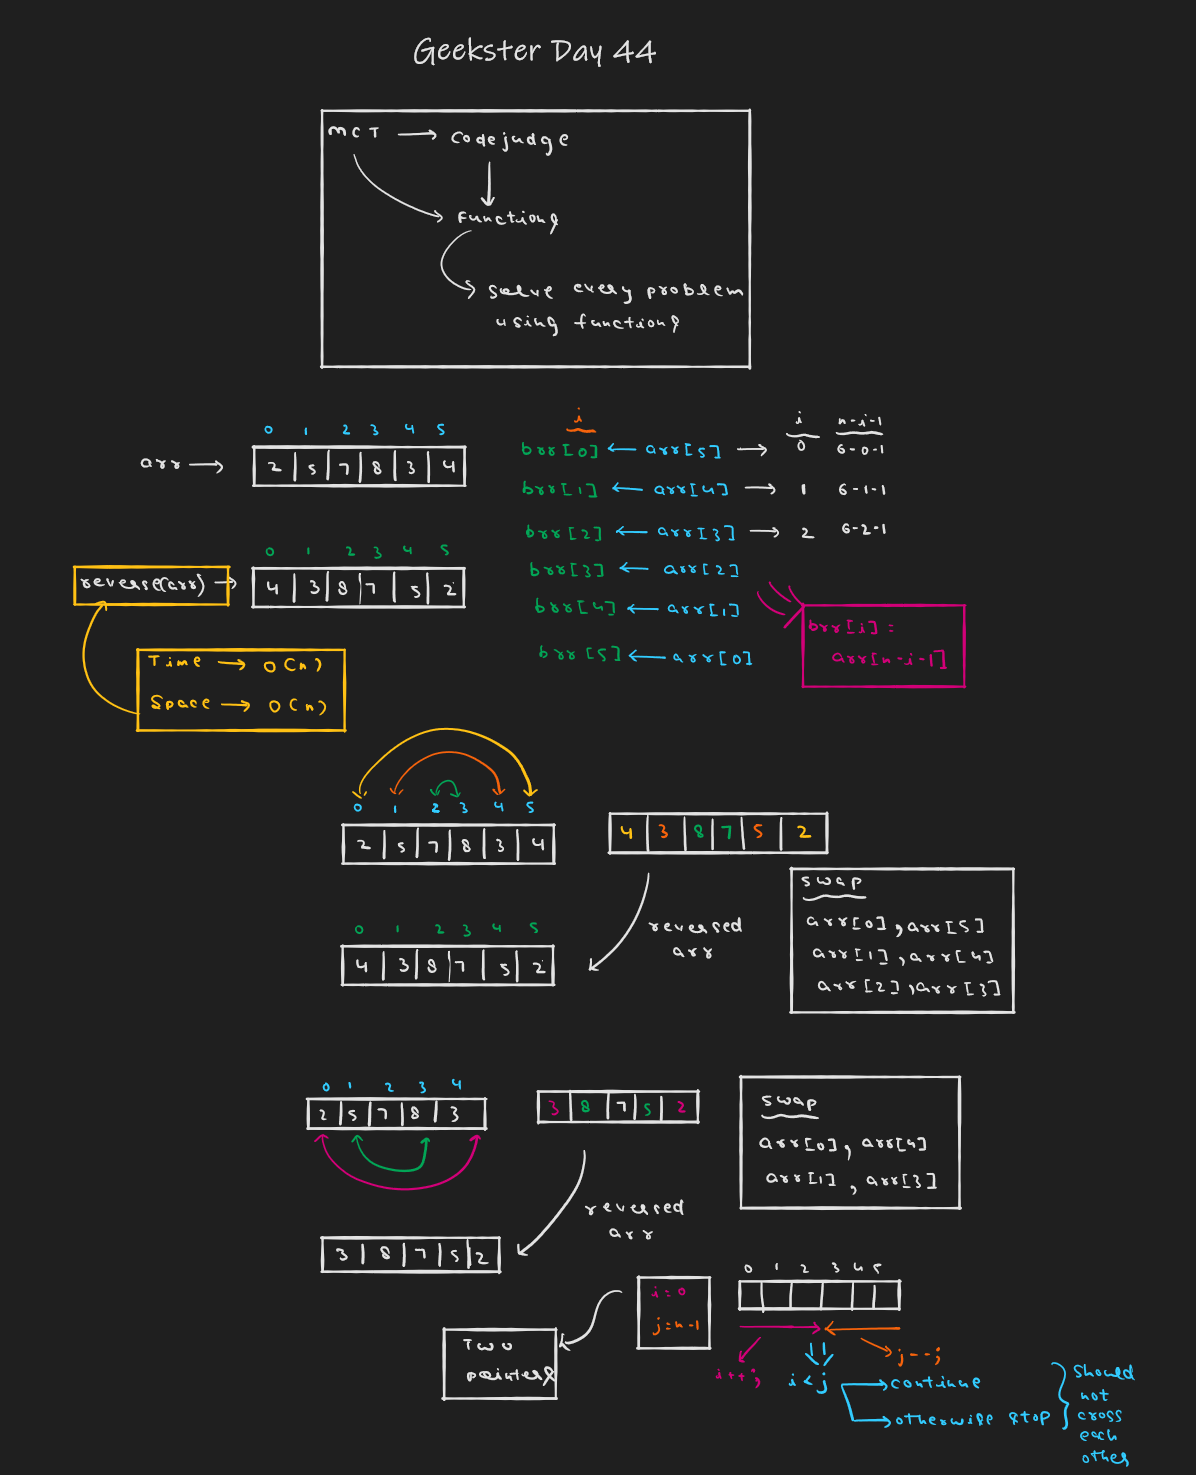 Geekster Day 44
MCT → Codejudge
functions
solve every problem
using functions
0 1 2 3 4 5
arr → 2 5 7 8 3 4
i
brr[0] ← arr[5] →
brr[1] ← arr[4] →
brr[2] ← arr[3] →
brr[3] ← arr[2]
brr[4] ← arr[1]
brr[5] ← arr[0]
i n-i-1
0 6-0-1
1 6-1-1
2 6-2-1
brr[i] =
arr[n-i-1]
0 1 2 3 4 5
reverse(arr) → 4 3 8 7 5 2
Time → O(n)
Space → O(n)
0 1 2 3 4 5
2 5 7 8 3 4
4 3 8 7 5 2
reversed
arr
0 1 2 3 4 5
4 3 8 7 5 2
swap
arr[0], arr[5]
arr[1], arr[4]
arr[2], arr[3]
0 1 2 3 4
2 5 7 8 3
3 8 7 5 2
reversed
arr
3 8 7 5 2
swap
arr[0], arr[4]
arr[1], arr[3]
i=0
j=n-1
Two
pointers
0 1 2 3 4 5
i++;
j--;
i<j
continue
otherwise stop
should
not
cross
each
other